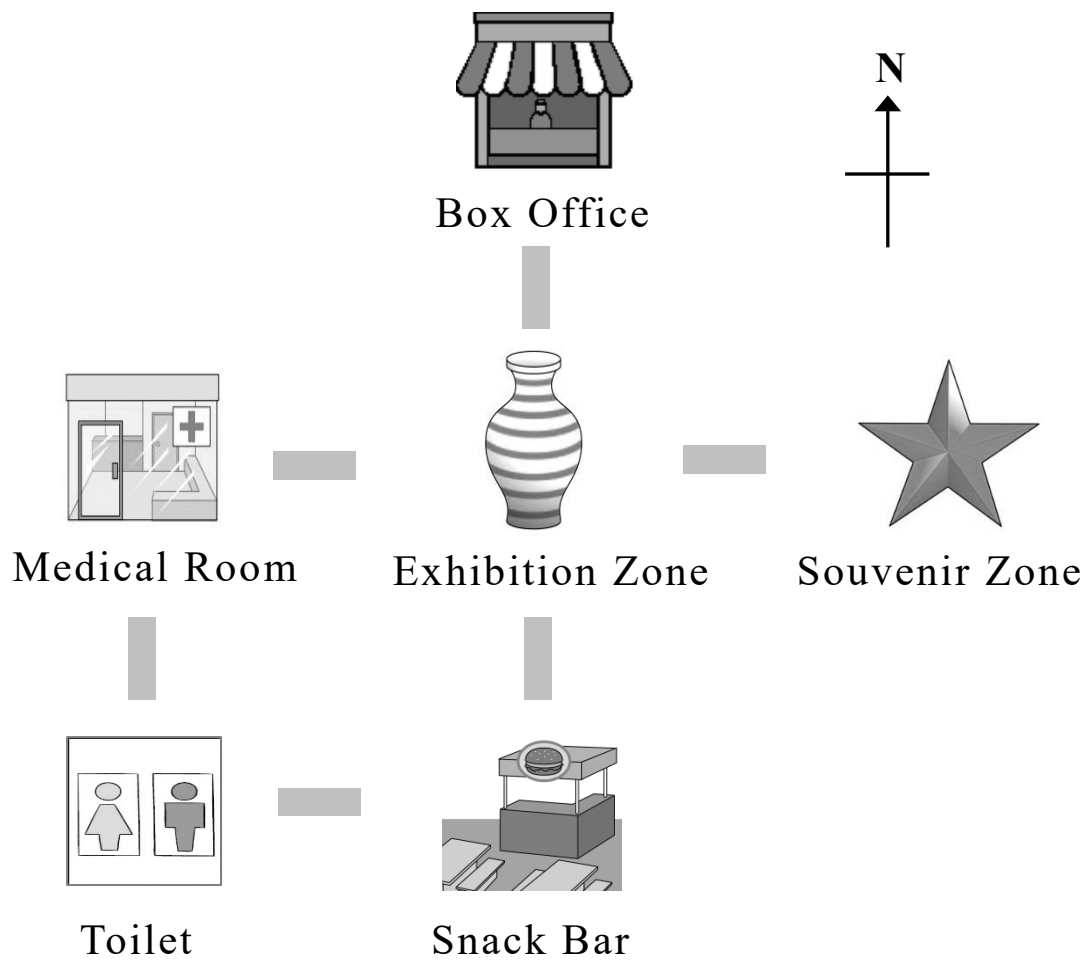 N
Box Office
Medical Room
Exhibition Zone
Souvenir Zone
Toilet
Snack Bar